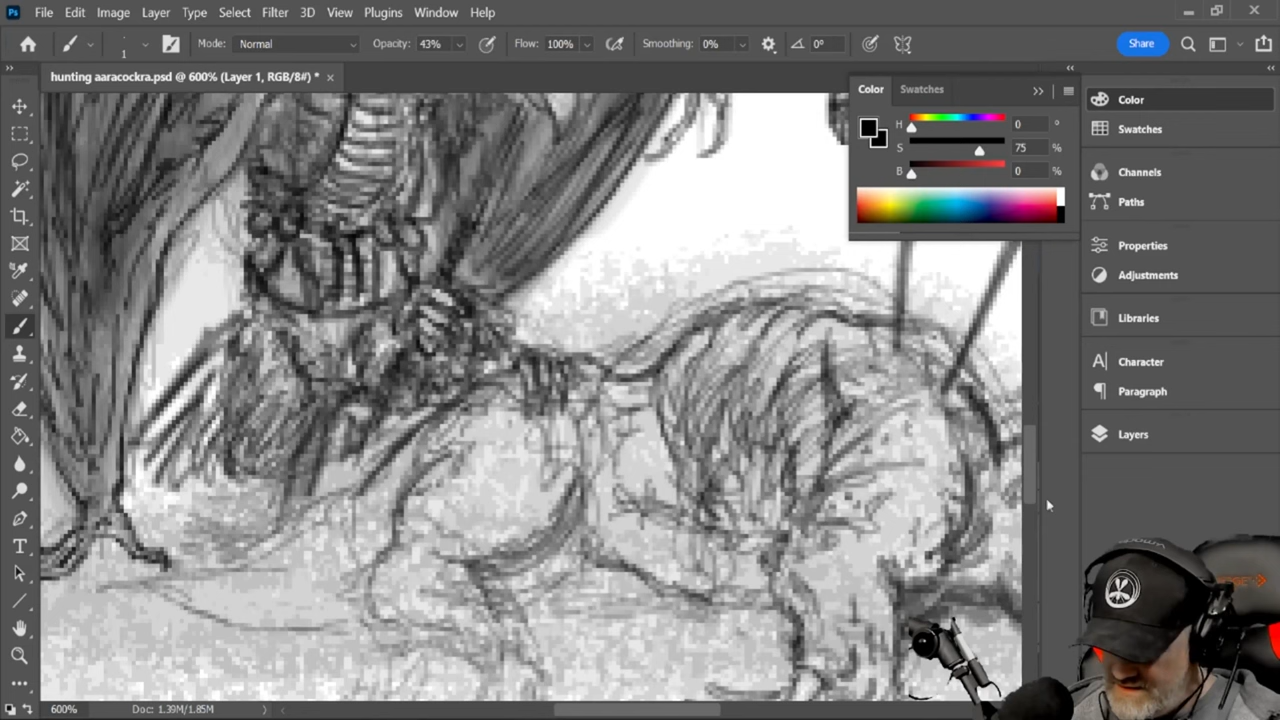 Ps File Edit Image Layer Type Select Filter 3D View Plugins Window Help
1 Mode: Normal Opacity: 43% Flow: 100% Smoothing: 0% 0° Share
hunting aaracockra.psd @ 600% (Layer 1, RGB/8#) *
Color Swatches
H 0 °
S 75 %
B 0 %
Color
Swatches
Channels
Paths
Properties
Adjustments
Libraries
Character
Paragraph
Layers
600% Doc: 1.39M/1.85M